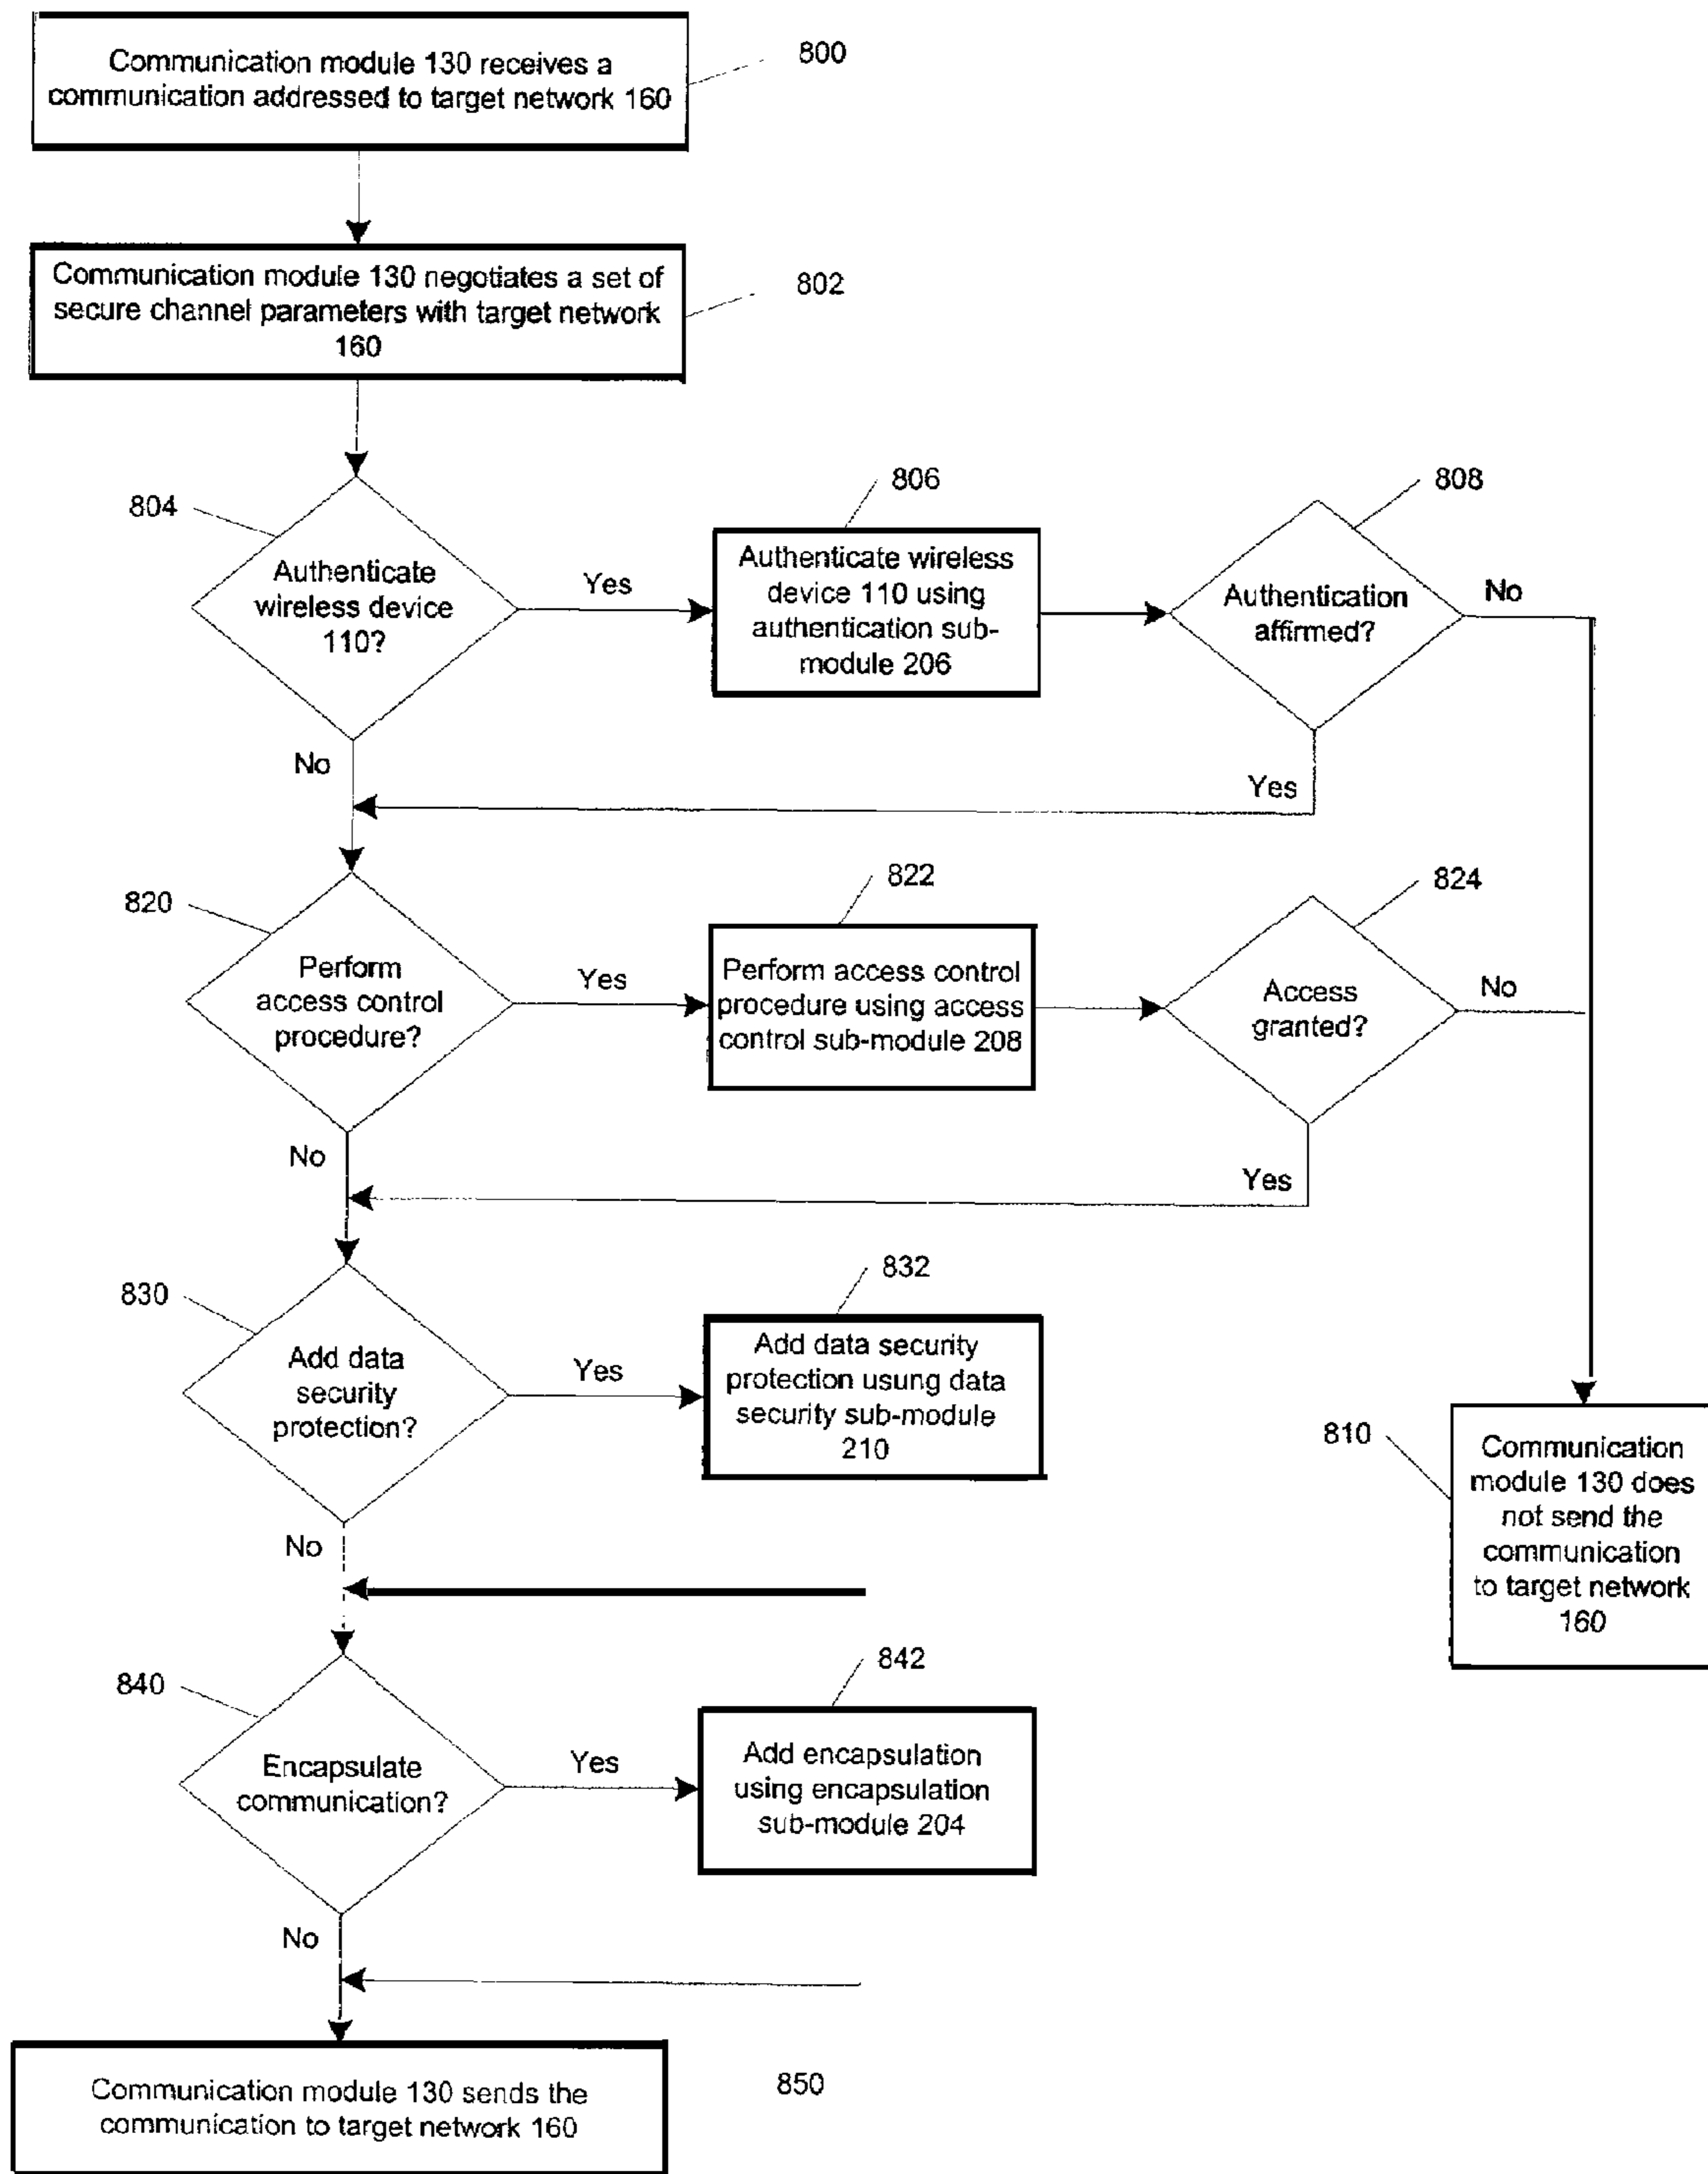 Communication module 130 receives a
communication addressed to target network 160
800
Communication module 130 negotiates a set of
secure channel parameters with target network
160
802
804
Authenticate
wireless device
110?
Yes
No
806
Authenticate wireless
device 110 using
authentication sub-
module 206
808
Authentication
affirmed?
No
Yes
820
Perform
access control
procedure?
Yes
No
822
Perform access control
procedure using access
control sub-module 208
824
Access
granted?
No
Yes
830
Add data
security
protection?
Yes
No
832
Add data security
protection usung data
security sub-module
210
810
Communication
module 130 does
not send the
communication
to target network
160
840
Encapsulate
communication?
Yes
No
842
Add encapsulation
using encapsulation
sub-module 204
Communication module 130 sends the
communication to target network 160
850